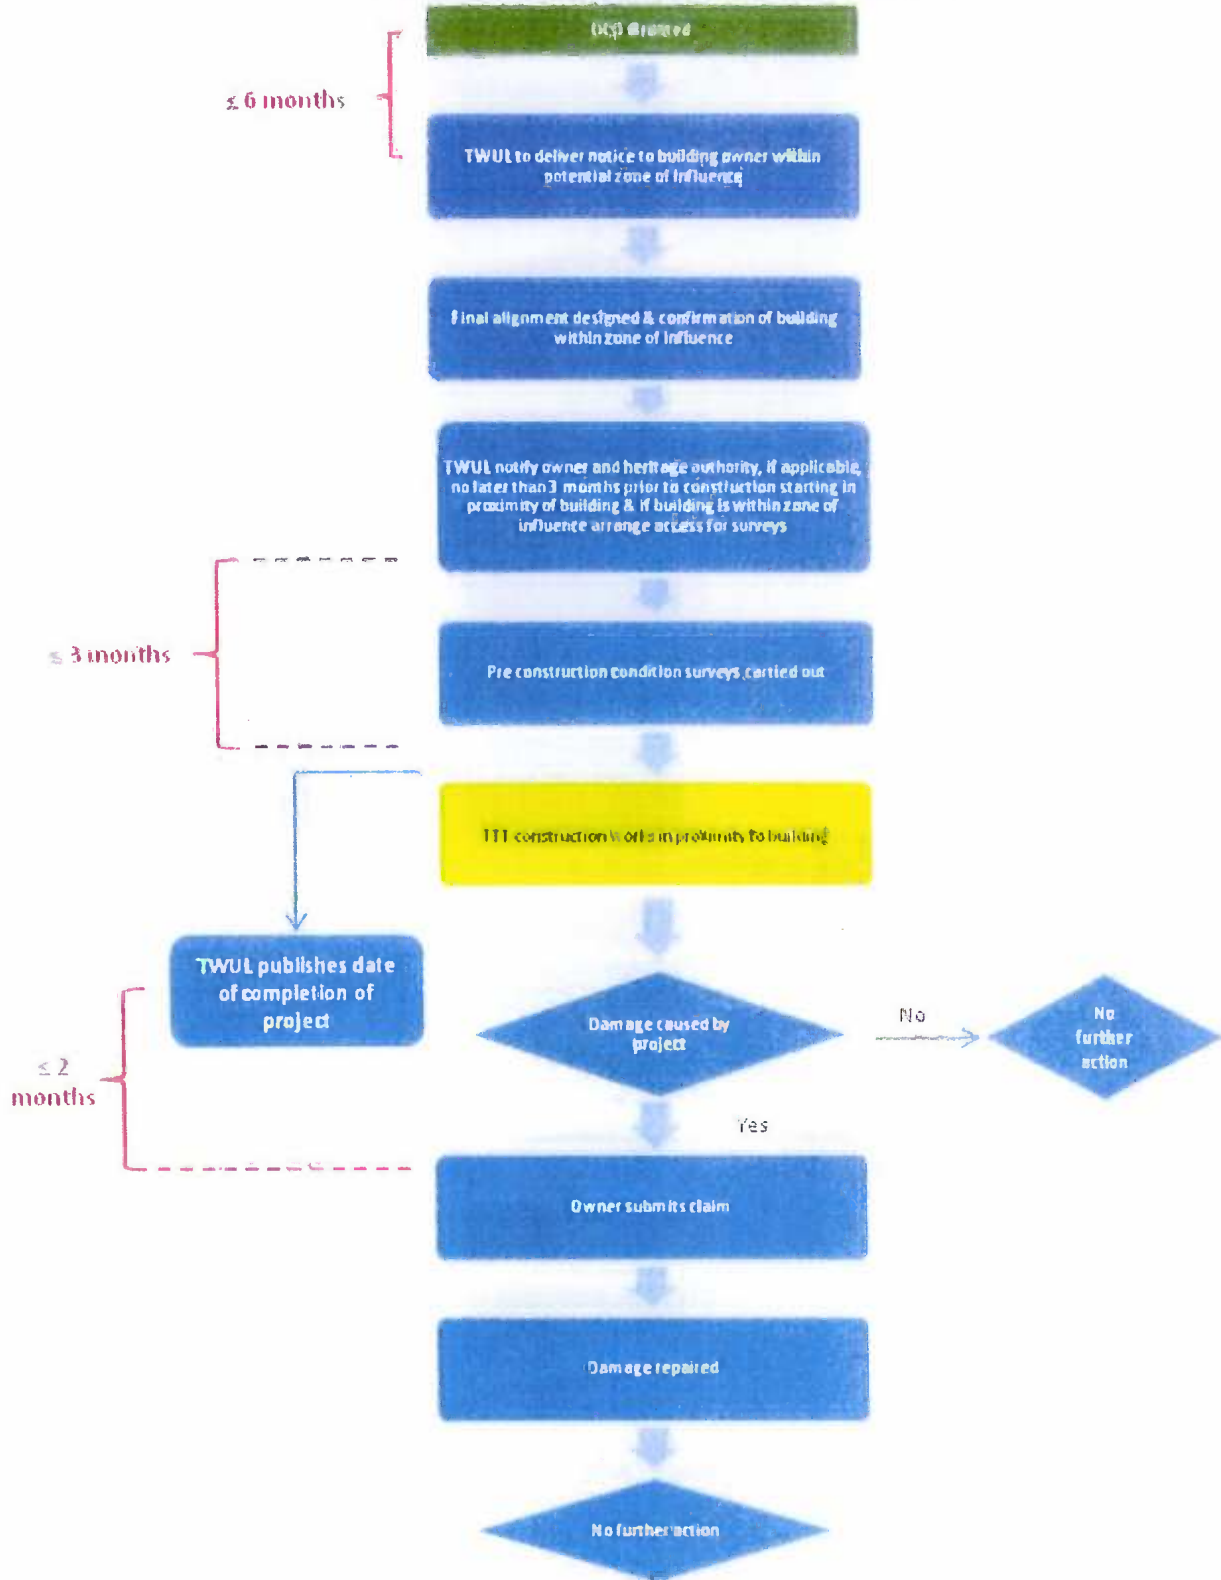 DCO Granted
≤ 6 months
TWUL to deliver notice to building owner within
potential zone of influence
Final alignment designed & confirmation of building
within zone of influence
TWUL notify owner and heritage authority, if applicable,
no later than 3 months prior to construction starting in
proximity of building & if building is within zone of
influence arrange access for surveys
≤ 3 months
Pre construction condition surveys carried out
TTT construction works in proximity to building
TWUL publishes date
of completion of
project
≤ 2
months
Damage caused by
project
No
No
further
action
Yes
Owner submits claim
Damage repaired
No further action